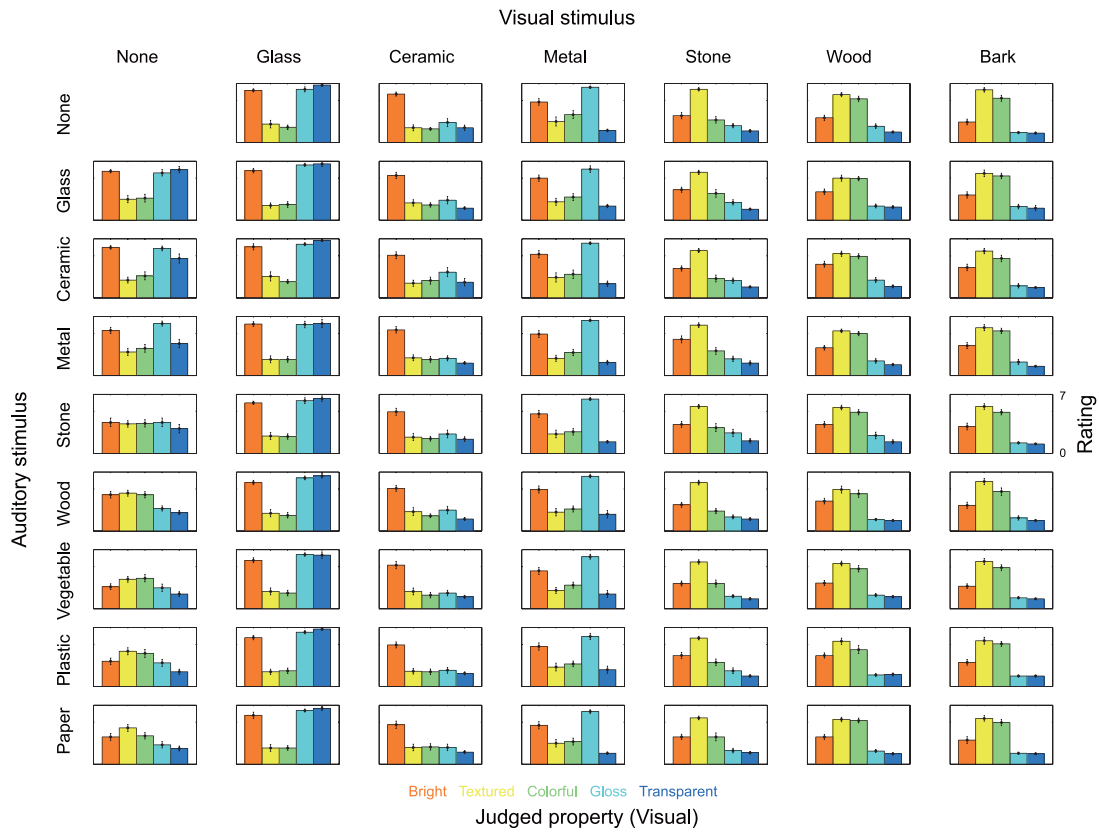 Visual stimulus
None Glass Ceramic Metal Stone Wood Bark
Auditory stimulus
None
Glass
Ceramic
Metal
Stone
Wood
Vegetable
Plastic
Paper
7
0
Rating
Bright Textured Colorful Gloss Transparent
Judged property (Visual)